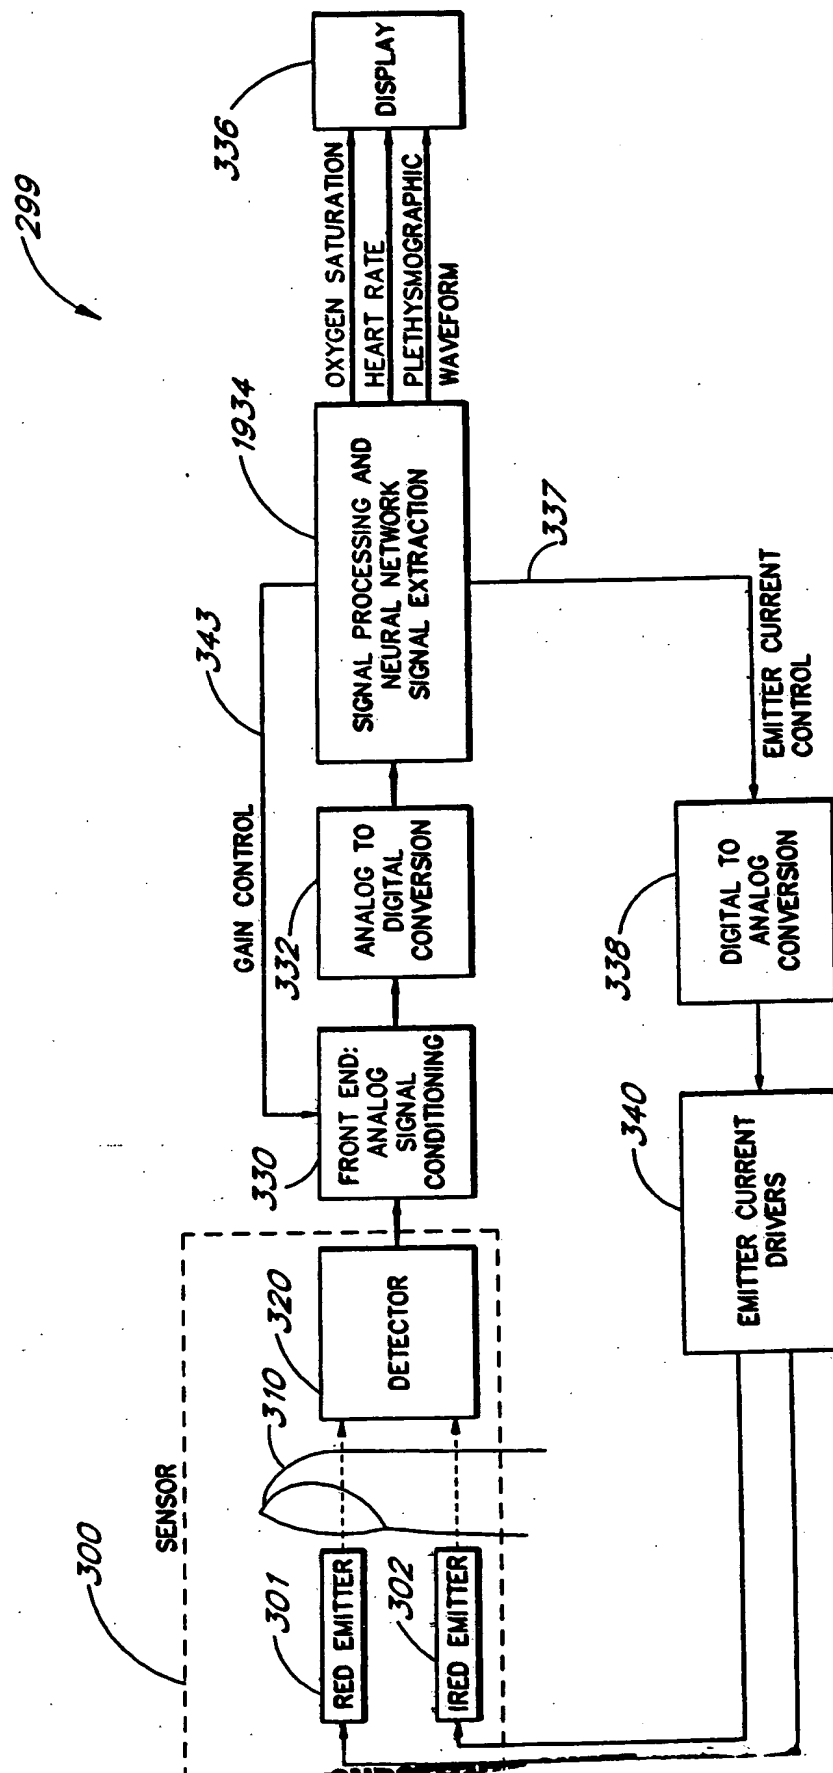 299
300
SENSOR
301
RED EMITTER
302
IRED EMITTER
310
320
DETECTOR
330
FRONT END:
ANALOG
SIGNAL
CONDITIONING
GAIN CONTROL
343
332
ANALOG TO
DIGITAL
CONVERSION
1934
SIGNAL PROCESSING AND
NEURAL NETWORK
SIGNAL EXTRACTION
OXYGEN SATURATION
HEART RATE
PLETHYSMOGRAPHIC
WAVEFORM
336
DISPLAY
337
EMITTER CURRENT
CONTROL
338
DIGITAL TO
ANALOG
CONVERSION
340
EMITTER CURRENT
DRIVERS